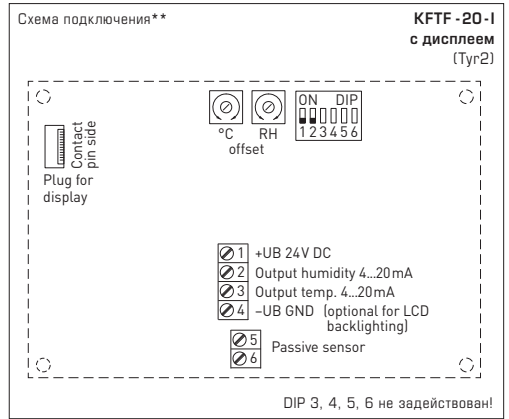 Схема подключения**
KFTF - 20 - I
с дисплеем
(Tyr2)
Contact
pin side
Plug for
display
°C
RH
offset
ON DIP
1 2 3 4 5 6
1 +UB 24V DC
2 Output humidity 4...20mA
3 Output temp. 4...20mA
4 –UB GND (optional for LCD
backlighting)
5
6
Passive sensor
DIP 3, 4, 5, 6 не задействован!